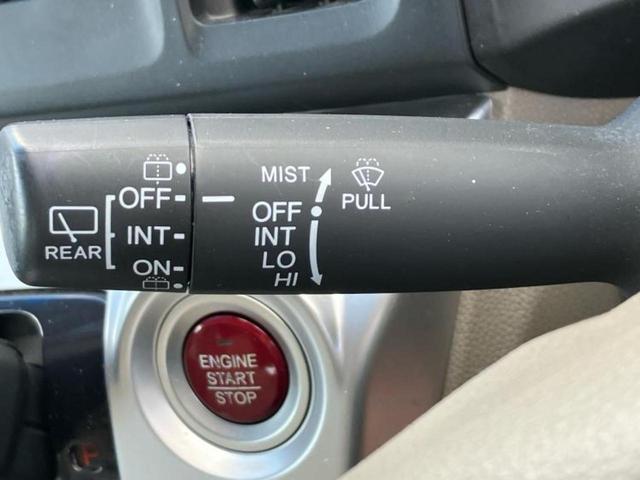 OFF
INT
ON
REAR
MIST
OFF
INT
LO
HI
PULL
ENGINE
START
STOP